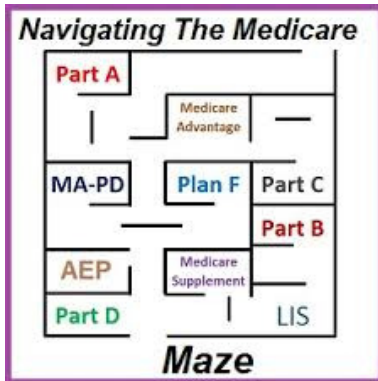 Navigating The Medicare
Part A
Medicare
Advantage
MA-PD
Plan F
Part C
Part B
AEP
Medicare
Supplement
Part D
LIS
Maze